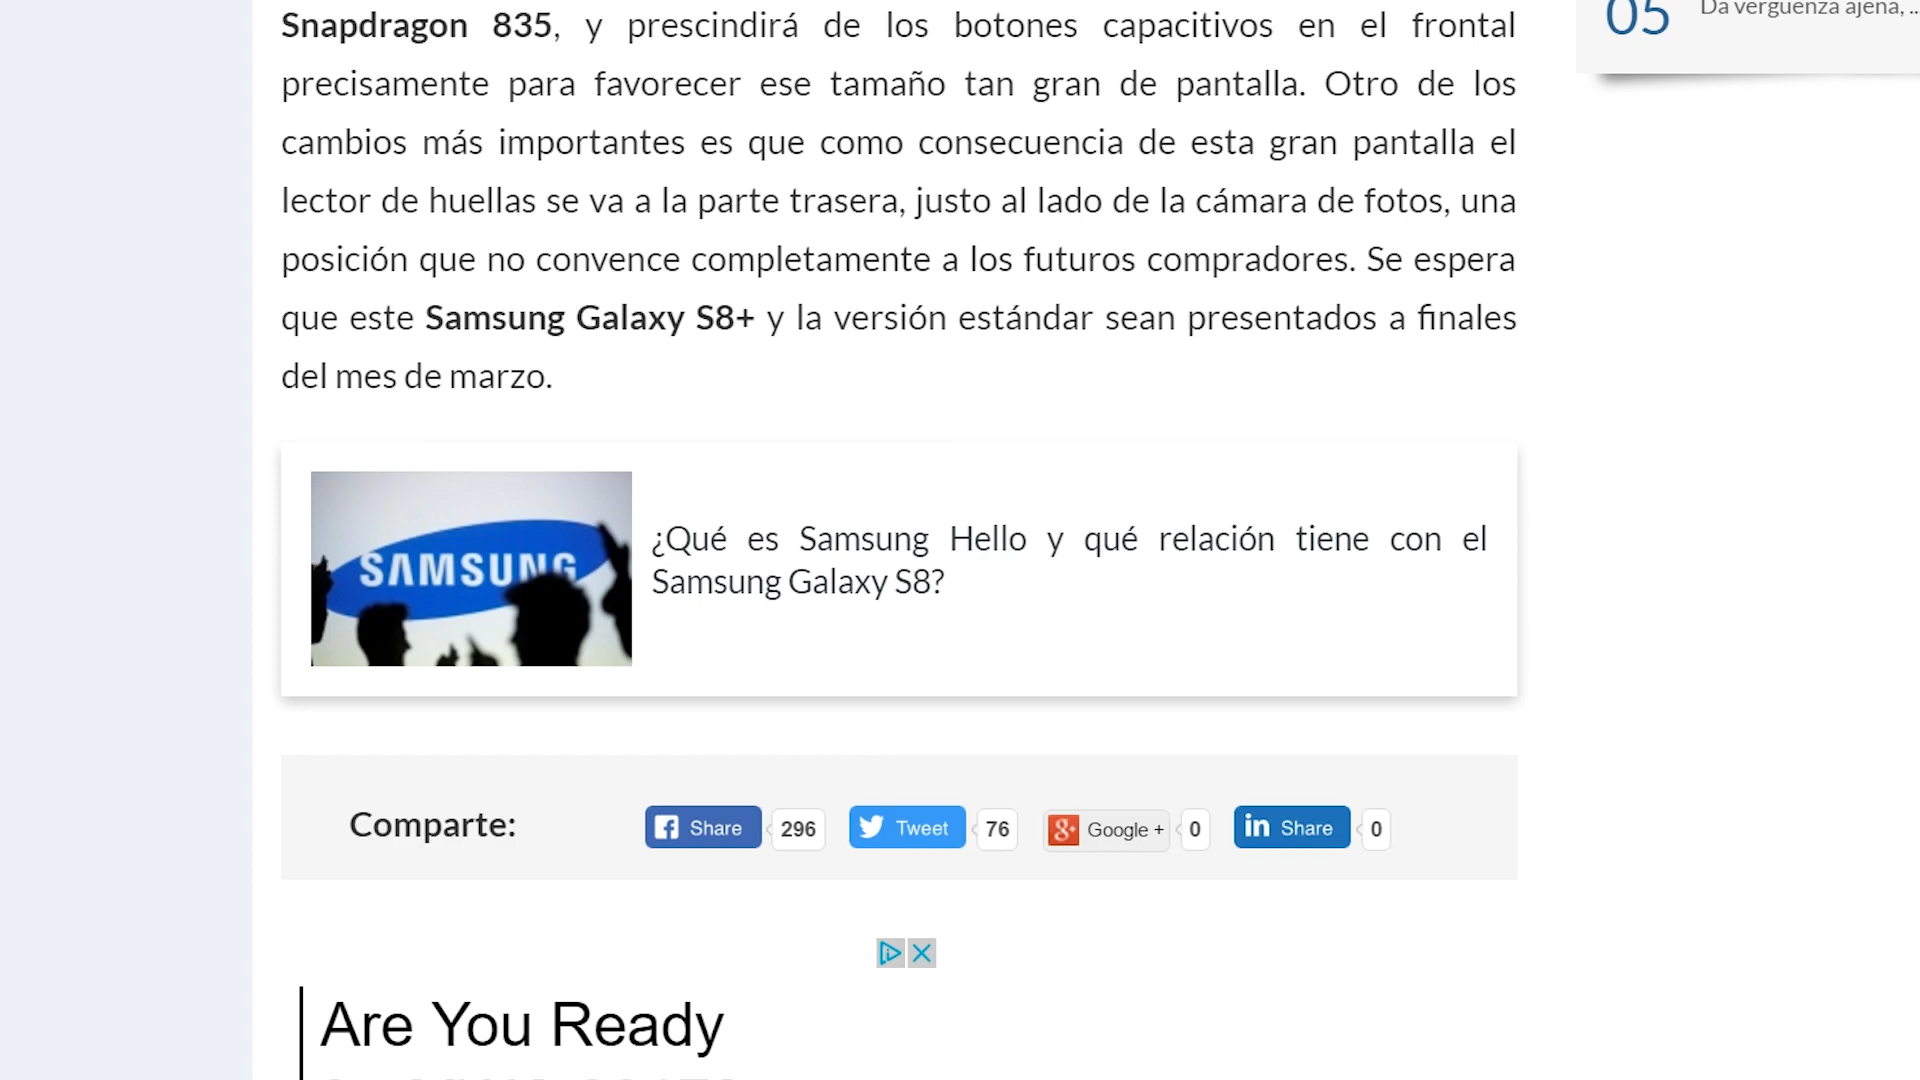 Snapdragon 835, y prescindirá de los botones capacitivos en el frontal
precisamente para favorecer ese tamaño tan gran de pantalla. Otro de los
cambios más importantes es que como consecuencia de esta gran pantalla el
lector de huellas se va a la parte trasera, justo al lado de la cámara de fotos, una
posición que no convence completamente a los futuros compradores. Se espera
que este Samsung Galaxy S8+ y la versión estándar sean presentados a finales
del mes de marzo.
05 Da vergüenza ajena, ...
SAMSUNG
¿Qué es Samsung Hello y qué relación tiene con el
Samsung Galaxy S8?
Comparte: Share 296 Tweet 76 Google + 0 in Share 0
Are You Ready